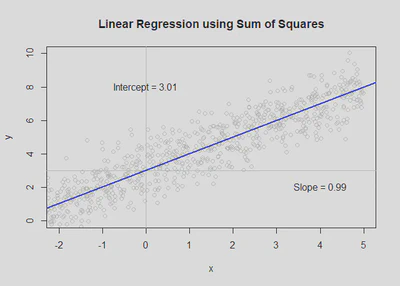 Linear Regression using Sum of Squares
10
8
6
4
2
0
y
Intercept = 3.01
Slope = 0.99
-2 -1 0 1 2 3 4 5
x